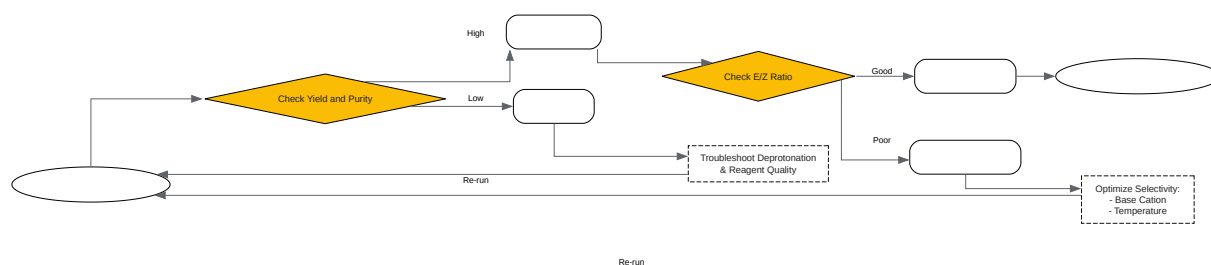 High
Check Yield and Purity
Low
Check E/Z Ratio
Good
Poor
Troubleshoot Deprotonation
& Reagent Quality
Re-run
Optimize Selectivity:
- Base Cation
- Temperature
Re-run